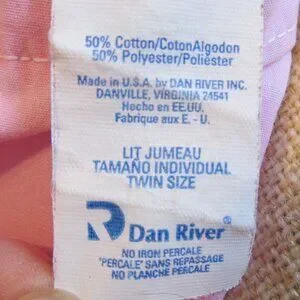 50% Cotton/CotonAlgodon
50% Polyester/Poliéster
Made in U.S.A. by DAN RIVER INC.
DANVILLE, VIRGINIA 24541
Hecho en EE.UU.
Fabrique aux E. - U.
LIT JUMEAU
TAMAÑO INDIVIDUAL
TWIN SIZE
Dan River®
NO IRON PERCALE
"PERCALE" SANS REPASSAGE
NO PLANCHE PERCALE